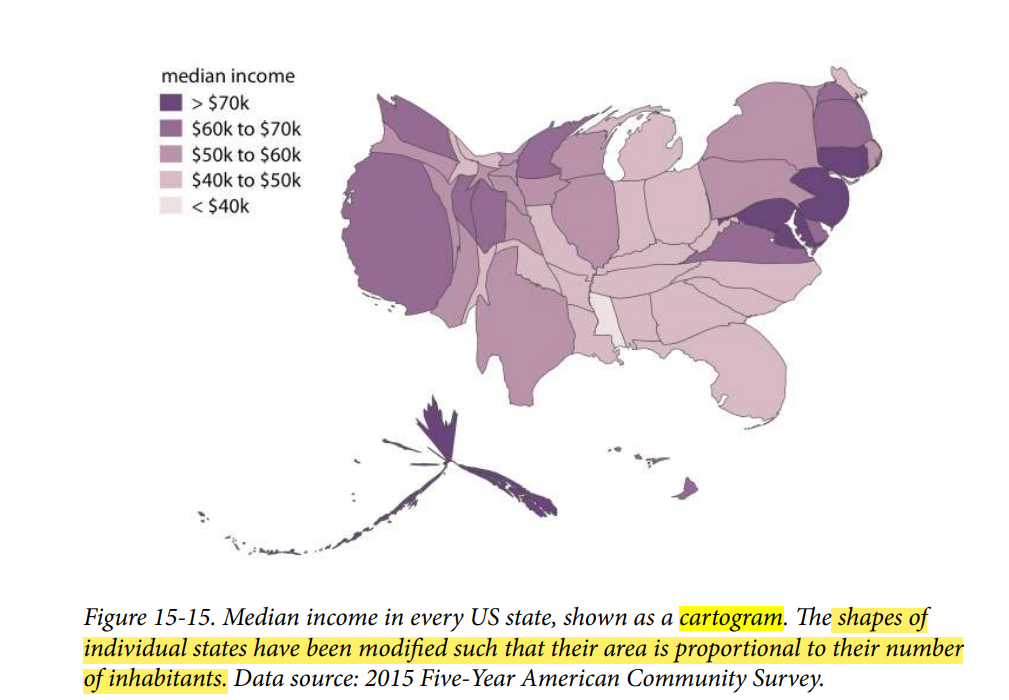 median income
> $70k
$60k to $70k
$50k to $60k
$40k to $50k
< $40k
Figure 15-15. Median income in every US state, shown as a cartogram. The shapes of
individual states have been modified such that their area is proportional to their number
of inhabitants. Data source: 2015 Five-Year American Community Survey.